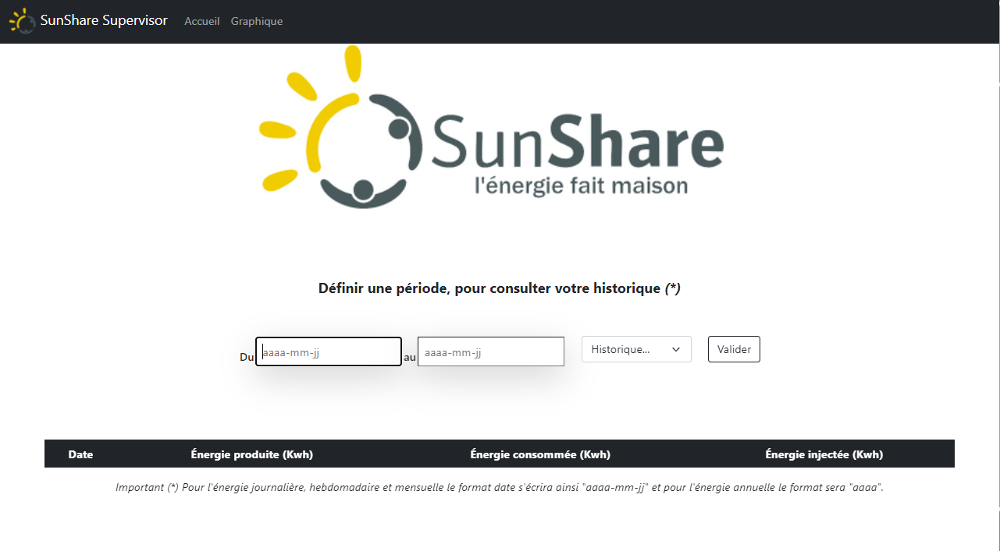 SunShare Supervisor Accueil Graphique
SunShare
l'énergie fait maison
Définir une période, pour consulter votre historique (*)
Du aaaa-mm-jj au aaaa-mm-jj Historique... Valider
Date Énergie produite (Kwh) Énergie consommée (Kwh) Énergie injectée (Kwh)
Important (*) Pour l'énergie journalière, hebdomadaire et mensuelle le format date s'écrira ainsi "aaaa-mm-jj" et pour l'énergie annuelle le format sera "aaaa".